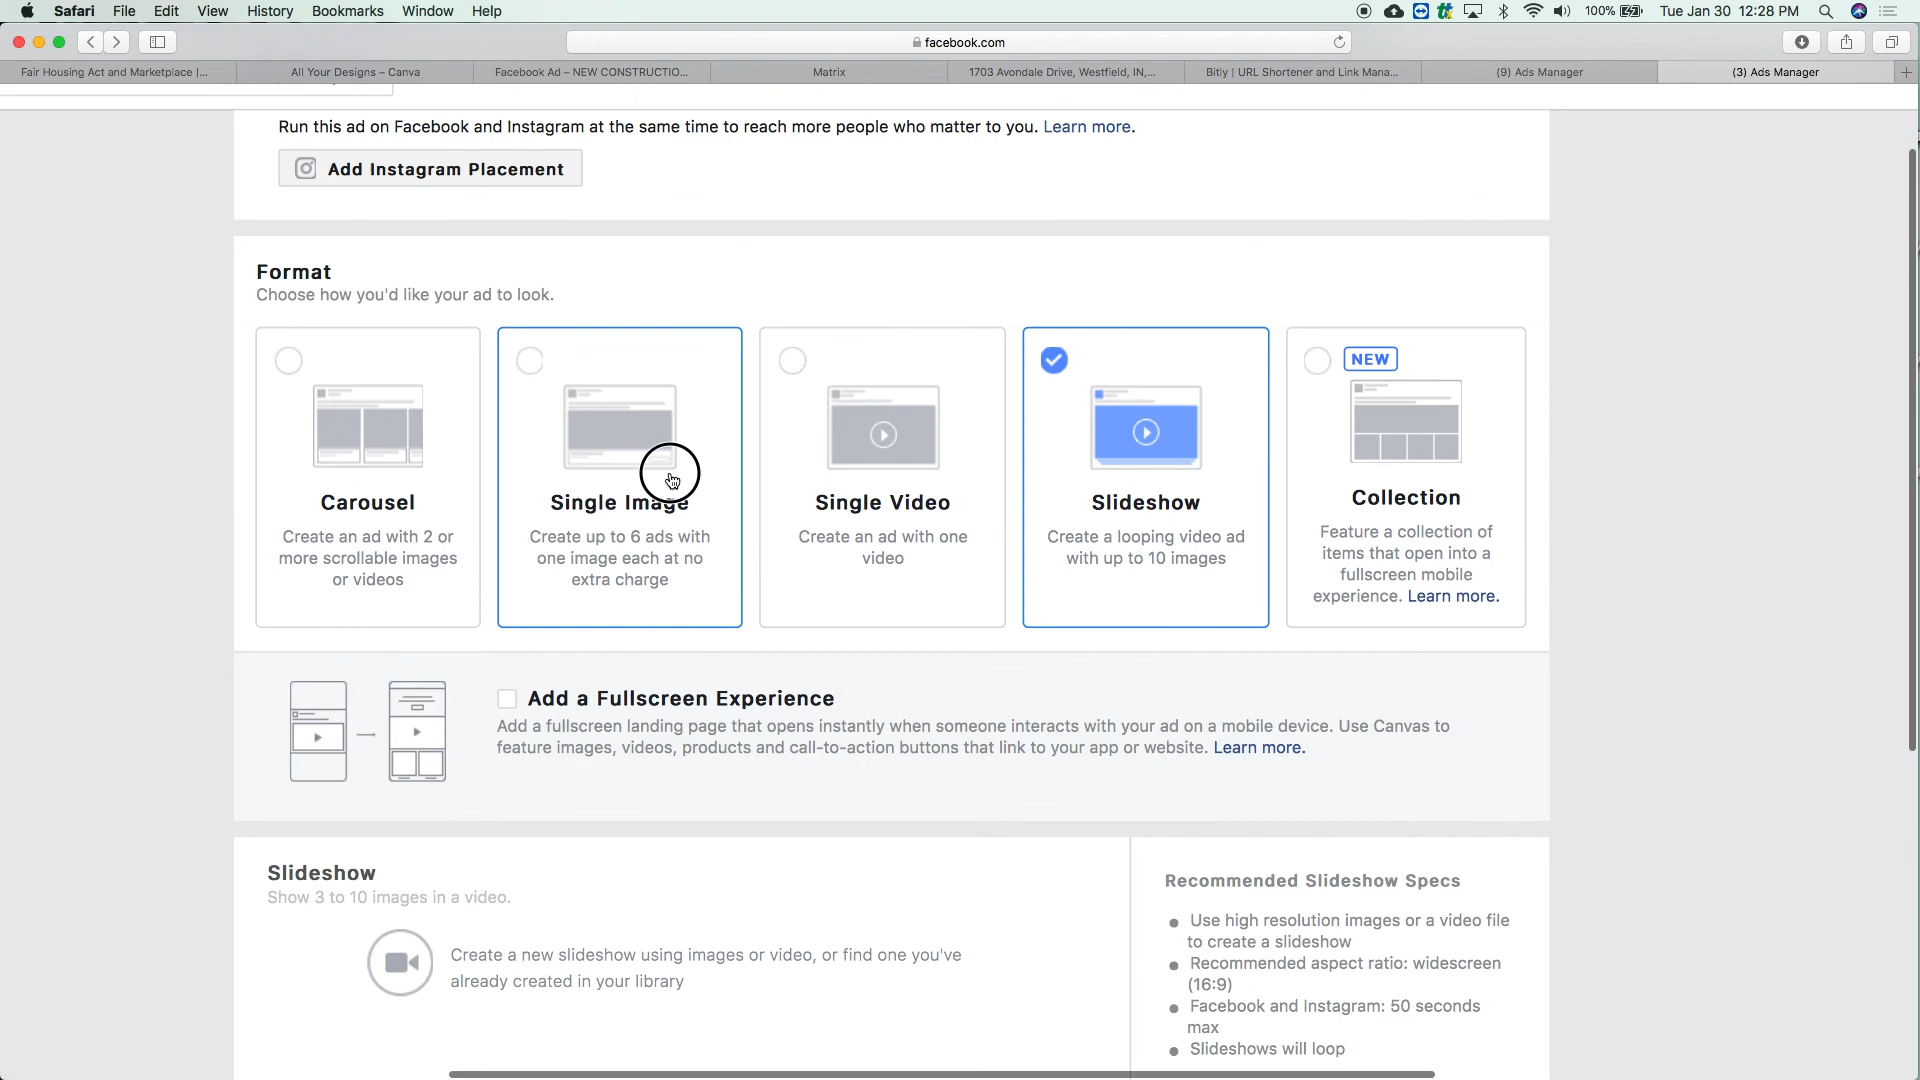 Safari File Edit View History Bookmarks Window Help 100% Tue Jan 30 12:28 PM
facebook.com
Fair Housing Act and Marketplace |... All Your Designs – Canva Facebook Ad – NEW CONSTRUCTIO... Matrix 1703 Avondale Drive, Westfield, IN,... Bitly | URL Shortener and Link Mana... (9) Ads Manager (3) Ads Manager
Run this ad on Facebook and Instagram at the same time to reach more people who matter to you. Learn more.
Add Instagram Placement
Format
Choose how you'd like your ad to look.
Carousel
Create an ad with 2 or
more scrollable images
or videos
Single Image
Create up to 6 ads with
one image each at no
extra charge
Single Video
Create an ad with one
video
Slideshow
Create a looping video ad
with up to 10 images
NEW
Collection
Feature a collection of
items that open into a
fullscreen mobile
experience. Learn more.
Add a Fullscreen Experience
Add a fullscreen landing page that opens instantly when someone interacts with your ad on a mobile device. Use Canvas to
feature images, videos, products and call-to-action buttons that link to your app or website. Learn more.
Slideshow
Show 3 to 10 images in a video.
Create a new slideshow using images or video, or find one you've
already created in your library
Recommended Slideshow Specs
Use high resolution images or a video file
to create a slideshow
Recommended aspect ratio: widescreen
(16:9)
Facebook and Instagram: 50 seconds
max
Slideshows will loop